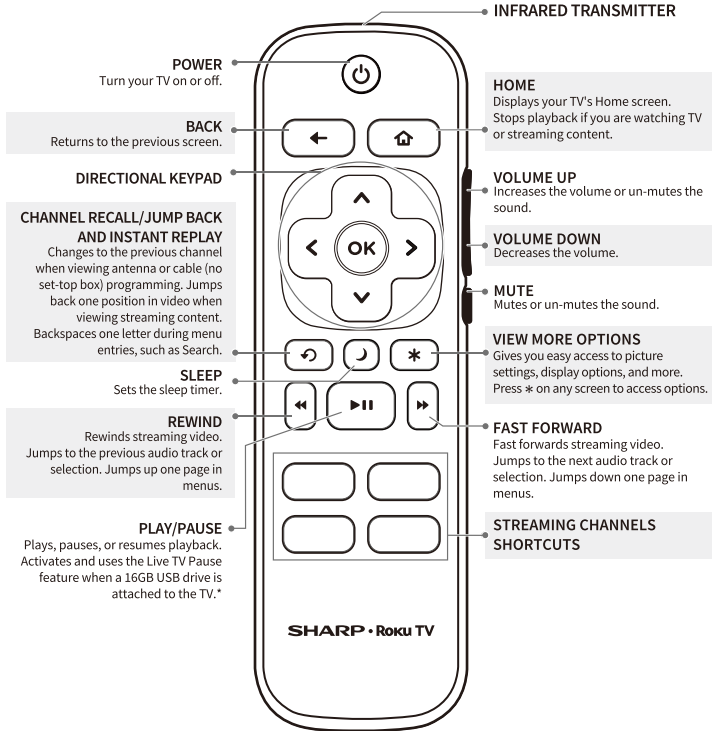 INFRARED TRANSMITTER
POWER
Turn your TV on or off.
HOME
Displays your TV's Home screen.
Stops playback if you are watching TV
or streaming content.
BACK
Returns to the previous screen.
DIRECTIONAL KEYPAD
VOLUME UP
Increases the volume or un-mutes the
sound.
CHANNEL RECALL/JUMP BACK
AND INSTANT REPLAY
Changes to the previous channel
when viewing antenna or cable (no
set-top box) programming. Jumps
back one position in video when
viewing streaming content.
Backspaces one letter during menu
entries, such as Search.
OK
VOLUME DOWN
Decreases the volume.
MUTE
Mutes or un-mutes the sound.
VIEW MORE OPTIONS
Gives you easy access to picture
settings, display options, and more.
Press * on any screen to access options.
SLEEP
Sets the sleep timer.
REWIND
Rewinds streaming video.
Jumps to the previous audio track or
selection. Jumps up one page in
menus.
FAST FORWARD
Fast forwards streaming video.
Jumps to the next audio track or
selection. Jumps down one page in
menus.
PLAY/PAUSE
Plays, pauses, or resumes playback.
Activates and uses the Live TV Pause
feature when a 16GB USB drive is
attached to the TV.*
STREAMING CHANNELS
SHORTCUTS
SHARP • ROKU TV